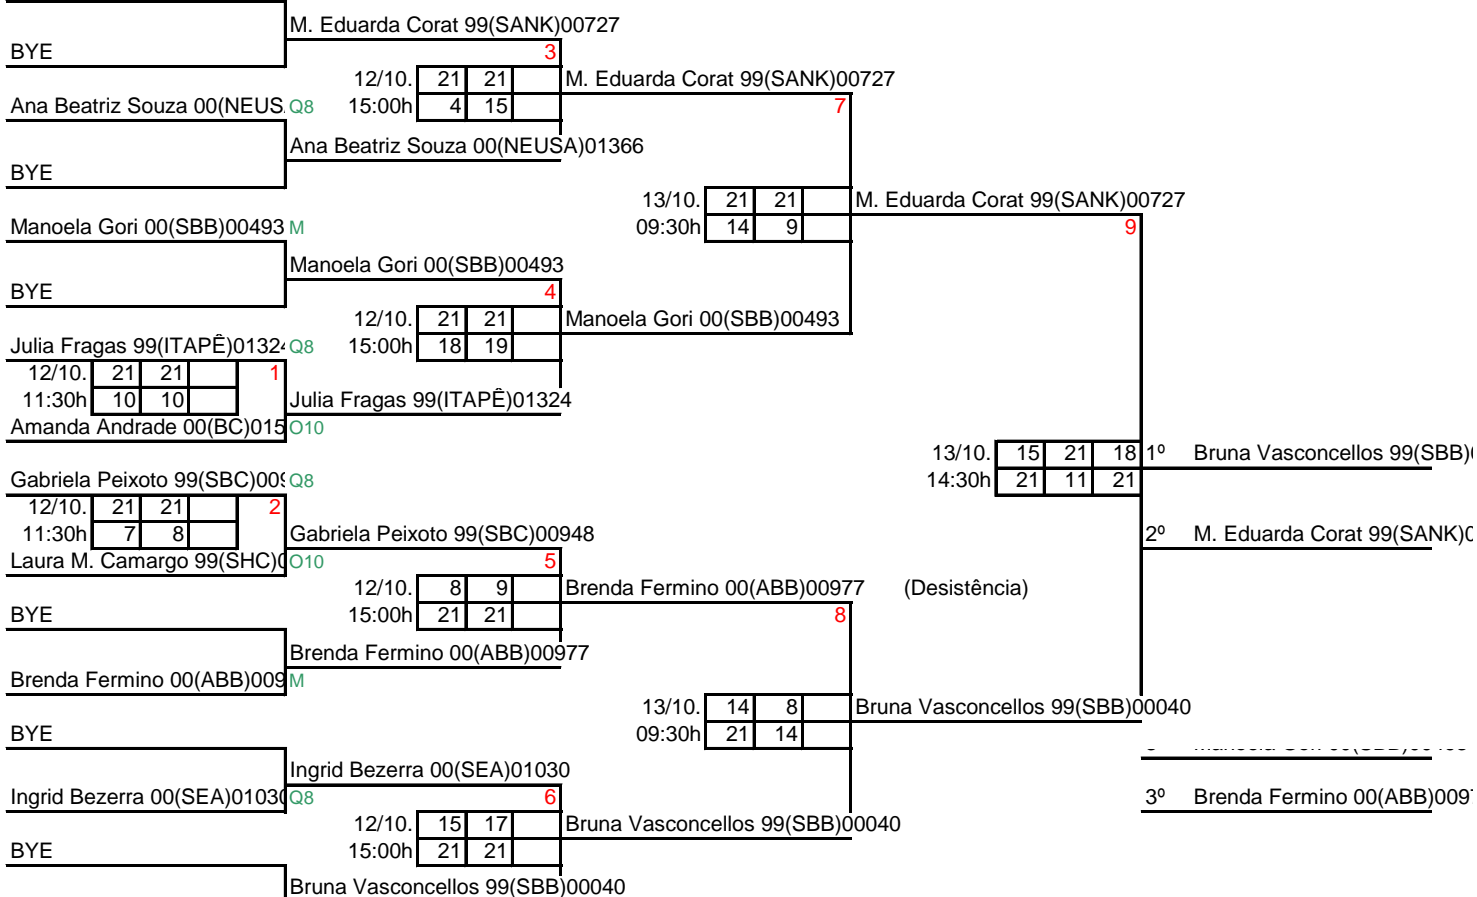 M. Eduarda Corat 99(SANK)00727
BYE
3
12/10. 21 21
M. Eduarda Corat 99(SANK)00727
Ana Beatriz Souza 00(NEUS Q8
15:00h 4 15
7
Ana Beatriz Souza 00(NEUSA)01366
BYE
13/10. 21 21
M. Eduarda Corat 99(SANK)00727
Manoela Gori 00(SBB)00493 M
09:30h 14 9
9
Manoela Gori 00(SBB)00493
BYE
4
12/10. 21 21
Manoela Gori 00(SBB)00493
Julia Fragas 99(ITAPÊ)01324 Q8
15:00h 18 19
12/10. 21 21 1
11:30h 10 10
Julia Fragas 99(ITAPÊ)01324
Amanda Andrade 00(BC)015 O10
13/10. 15 21 18
1º Bruna Vasconcellos 99(SBB)
Gabriela Peixoto 99(SBC)009 Q8
14:30h 21 11 21
12/10. 21 21 2
11:30h 7 8
Gabriela Peixoto 99(SBC)00948
2º M. Eduarda Corat 99(SANK)0
Laura M. Camargo 99(SHC)0 O10
5
12/10. 8 9
Brenda Fermino 00(ABB)00977 (Desistência)
BYE
15:00h 21 21
8
Brenda Fermino 00(ABB)00977
Brenda Fermino 00(ABB)009 M
13/10. 14 8
Bruna Vasconcellos 99(SBB)00040
BYE
09:30h 21 14
Ingrid Bezerra 00(SEA)01030
Ingrid Bezerra 00(SEA)01030 Q8
6
3º Brenda Fermino 00(ABB)0097
12/10. 15 17
Bruna Vasconcellos 99(SBB)00040
BYE
15:00h 21 21
Bruna Vasconcellos 99(SBB)00040